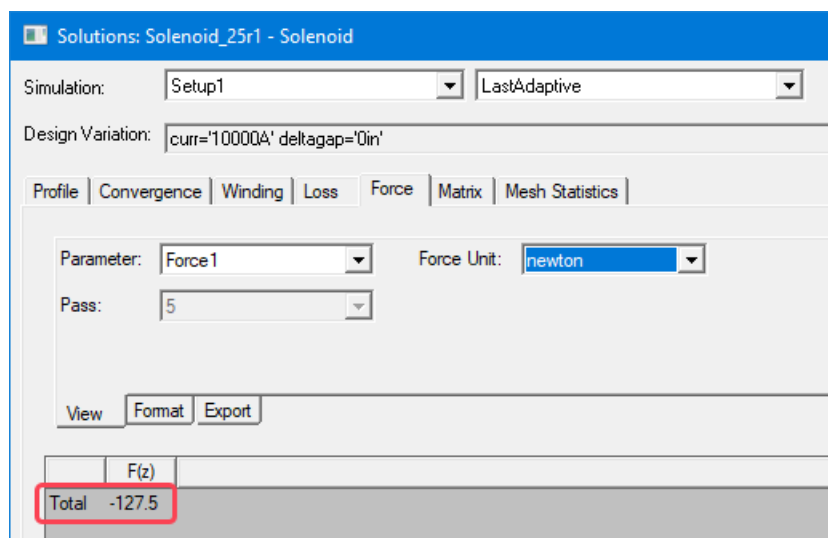 Solutions: Solenoid_25r1 - Solenoid
Simulation: Setup1 LastAdaptive
Design Variation: curr='10000A' deltagap='0in'
Profile Convergence Winding Loss Force Matrix Mesh Statistics
Parameter: Force1 Force Unit: newton
Pass: 5
View Format Export
F(z)
Total -127.5